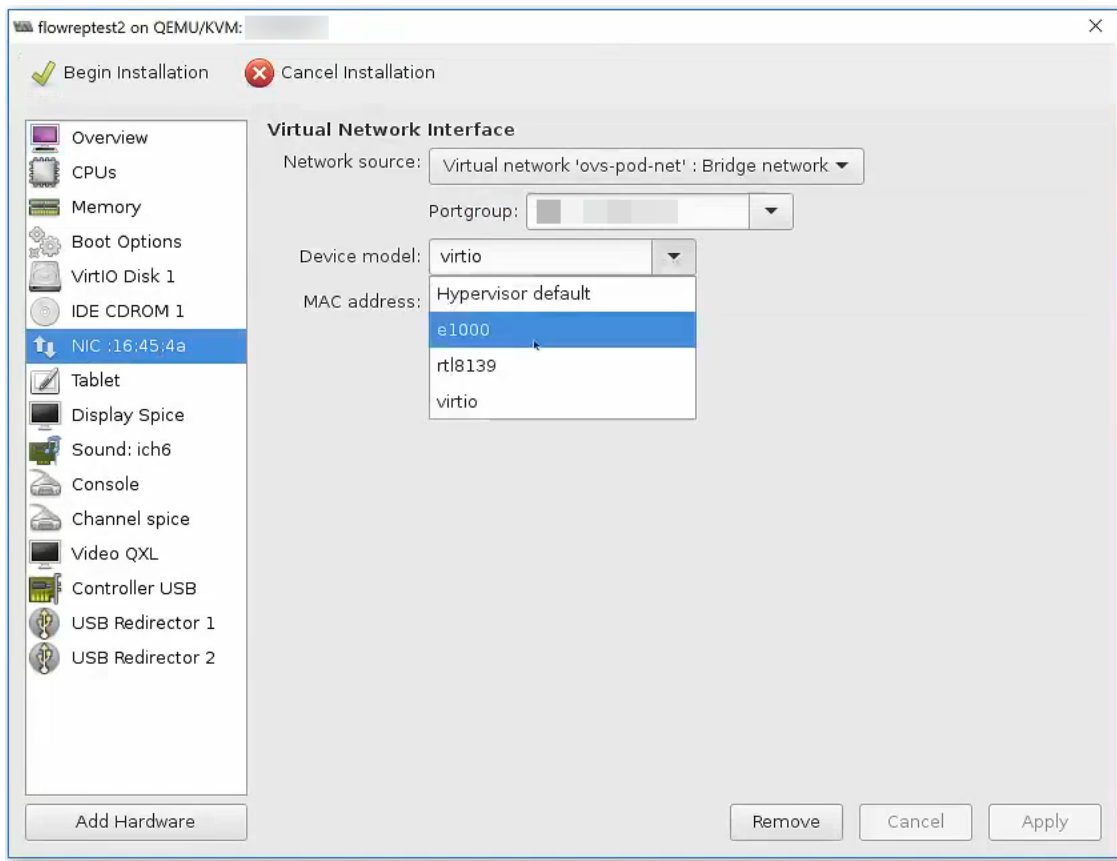 flowreptest2 on QEMU/KVM:
Begin Installation
Cancel Installation
Overview
CPUs
Memory
Boot Options
VirtIO Disk 1
IDE CDROM 1
NIC :16:45:4a
Tablet
Display Spice
Sound: ich6
Console
Channel spice
Video QXL
Controller USB
USB Redirector 1
USB Redirector 2
Add Hardware
Virtual Network Interface
Network source: Virtual network 'ovs-pod-net' : Bridge network
Portgroup:
Device model: virtio
MAC address:
Hypervisor default
e1000
rtl8139
virtio
Remove
Cancel
Apply